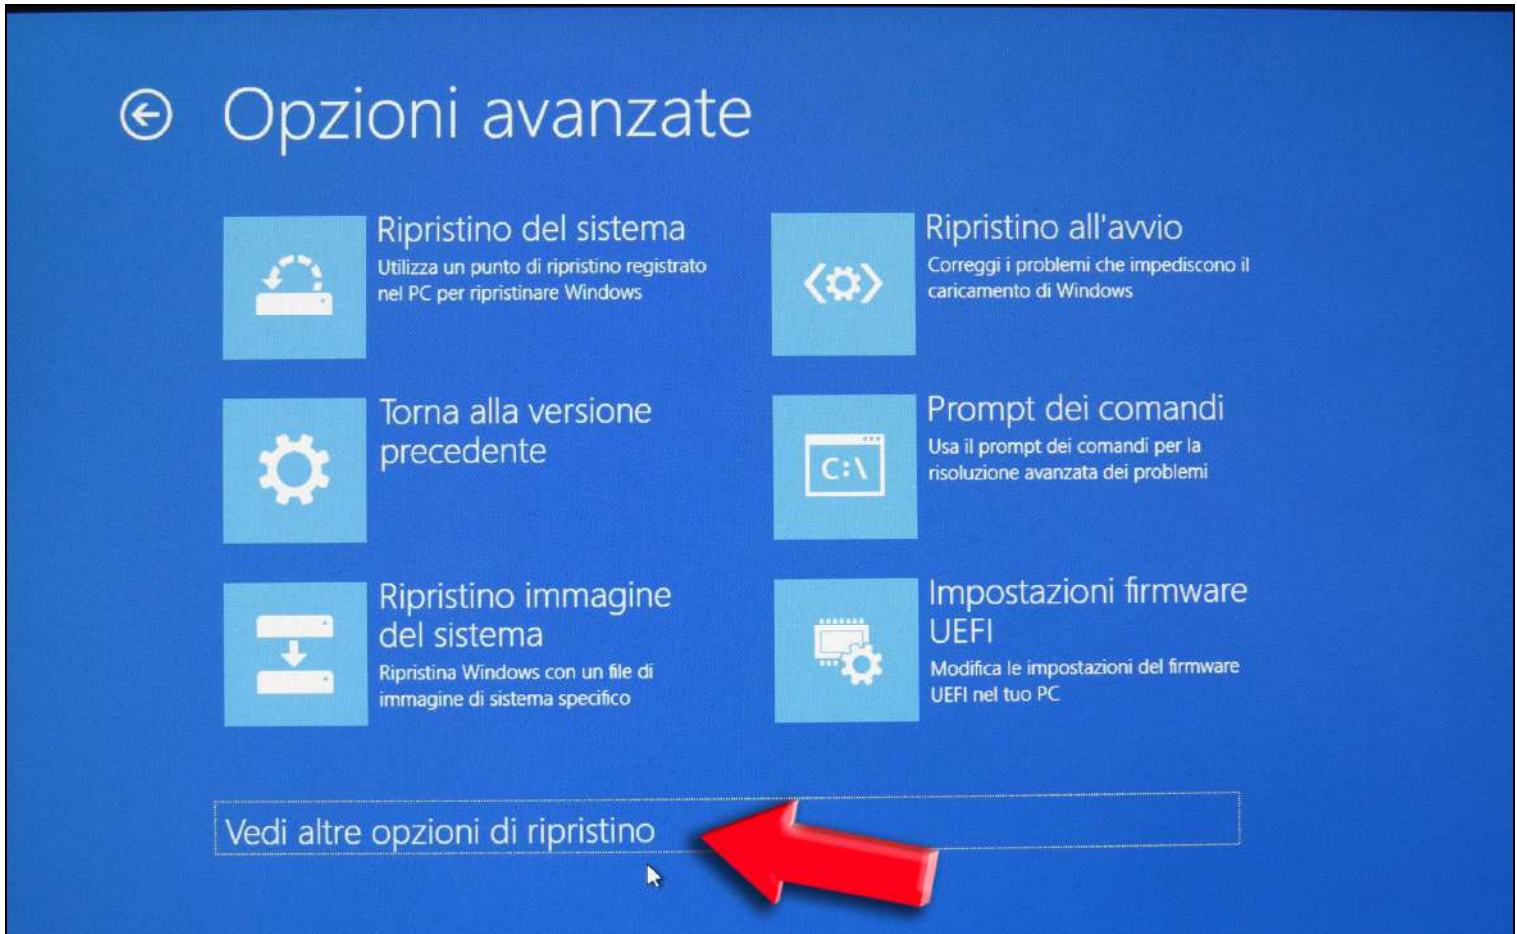 Opzioni avanzate
Ripristino del sistema
Utilizza un punto di ripristino registrato
nel PC per ripristinare Windows
Ripristino all'avvio
Correggi i problemi che impediscono il
caricamento di Windows
Torna alla versione
precedente
Prompt dei comandi
Usa il prompt dei comandi per la
risoluzione avanzata dei problemi
C:\
Ripristino immagine
del sistema
Ripristina Windows con un file di
immagine di sistema specifico
Impostazioni firmware
UEFI
Modifica le impostazioni del firmware
UEFI nel tuo PC
Vedi altre opzioni di ripristino